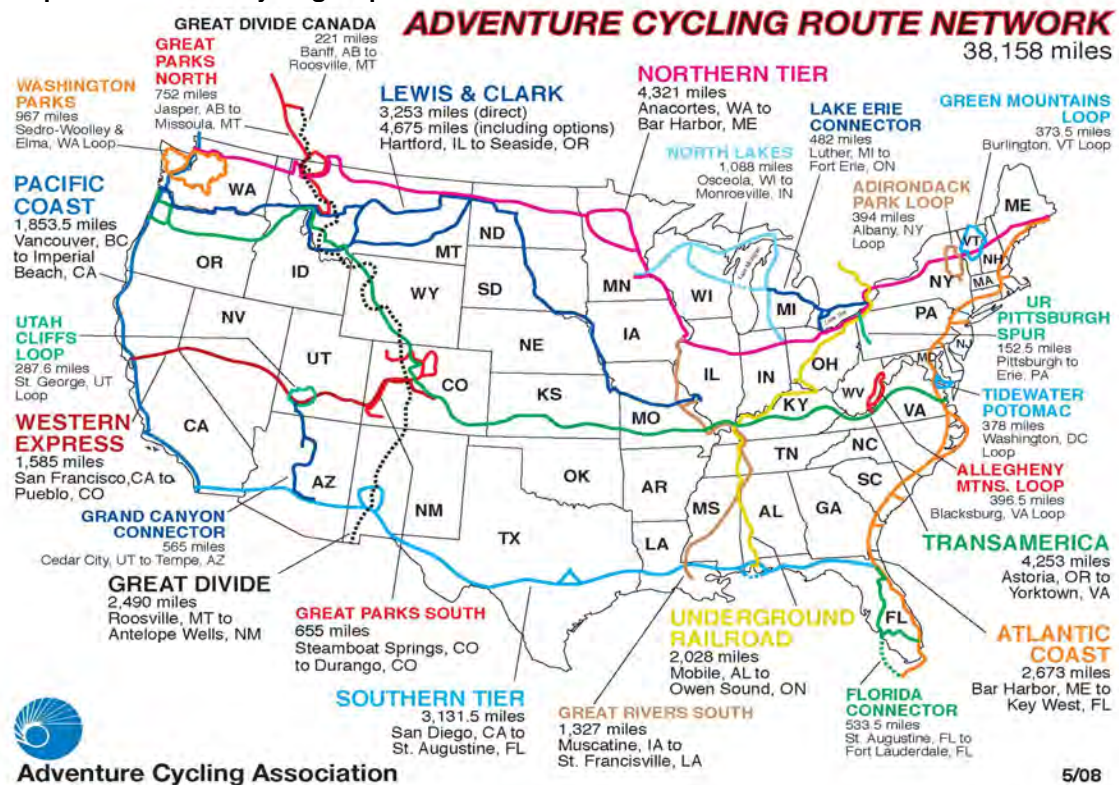 ADVENTURE CYCLING ROUTE NETWORK
38,158 miles
GREAT DIVIDE CANADA
221 miles
Banff, AB to
Roosville, MT
GREAT
PARKS
NORTH
752 miles
Jasper, AB to
Missoula, MT
WASHINGTON
PARKS
967 miles
Sedro-Woolley &
Elma, WA Loop
LEWIS & CLARK
3,253 miles (direct)
4,675 miles (including options)
Hartford, IL to Seaside, OR
NORTHERN TIER
4,321 miles
Anacortes, WA to
Bar Harbor, ME
LAKE ERIE
CONNECTOR
482 miles
Luther, MI to
Fort Erie, ON
GREEN MOUNTAINS
LOOP
373.5 miles
Burlington, VT Loop
NORTH LAKES
1,088 miles
Osceola, WI to
Monroeville, IN
ADIRONDACK
PARK LOOP
394 miles
Albany, NY
Loop
PACIFIC
COAST
1,853.5 miles
Vancouver, BC
to Imperial
Beach, CA
UTAH
CLIFFS
LOOP
287.6 miles
St. George, UT
Loop
WESTERN
EXPRESS
1,585 miles
San Francisco,CA to
Pueblo, CO
GRAND CANYON
CONNECTOR
565 miles
Cedar City, UT to Tempe, AZ
GREAT DIVIDE
2,490 miles
Roosville, MT to
Antelope Wells, NM
GREAT PARKS SOUTH
655 miles
Steamboat Springs, CO
to Durango, CO
SOUTHERN TIER
3,131.5 miles
San Diego, CA to
St. Augustine, FL
GREAT RIVERS SOUTH
1,327 miles
Muscatine, IA to
St. Francisville, LA
UNDERGROUND
RAILROAD
2,028 miles
Mobile, AL to
Owen Sound, ON
FLORIDA
CONNECTOR
533.5 miles
St. Augustine, FL to
Fort Lauderdale, FL
ATLANTIC
COAST
2,673 miles
Bar Harbor, ME to
Key West, FL
TRANSAMERICA
4,253 miles
Astoria, OR to
Yorktown, VA
ALLEGHENY
MTNS. LOOP
396.5 miles
Blacksburg, VA Loop
TIDEWATER
POTOMAC
378 miles
Washington, DC
Loop
UR
PITTSBURGH
SPUR
152.5 miles
Pittsburgh to
Erie, PA
WA
OR
ID
MT
ND
SD
WY
NV
UT
CO
CA
AZ
NM
NE
KS
OK
TX
MN
IA
MO
AR
LA
WI
IL
IN
MI
OH
KY
TN
MS
AL
GA
FL
SC
NC
VA
WV
MD
PA
NJ
NY
VT
NH
MA
ME
Adventure Cycling Association
5/08